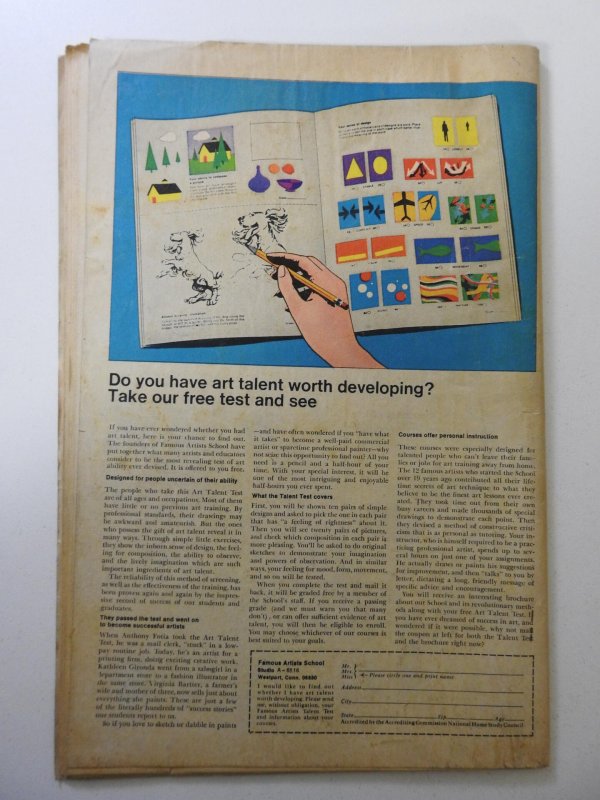 Your sense of design
Do you have art talent worth developing?
Take our free test and see
If you have ever wondered whether you had
art talent, here is your chance to find out.
The founders of Famous Artists School have
put together what many artists and educators
consider to be the most revealing test of art
ability ever devised. It is offered to you free.
Designed for people uncertain of their ability
The people who take this Art Talent Test
are of all ages and occupations. Most of them
have little or no previous art training. By
professional standards, their drawings may
be awkward and amateurish. But the ones
who possess the gift of art talent reveal it in
many ways. Through simple little exercises,
they show the inborn sense of design, the feel-
ing for composition, the ability to observe,
and the lively imagination which are such
important ingredients of art talent.
The reliability of this method of screening,
as well as the effectiveness of the training, has
been proven again and again by the impres-
sive record of success of our students and
graduates.
They passed the test and went on
to become successful artists
When Anthony Fotia took the Art Talent
Test, he was a mail clerk, "stuck" in a low-
pay routine job. Today, he's an artist for a
printing firm, doing exciting creative work.
Kathleen Gironda went from a salesgirl in a
department store to a fashion illustrator in
the same store. Virginia Bartter, a farmer's
wife and mother of three, now sells just about
everything she paints. These are just a few
of the literally hundreds of "success stories"
our students report to us.
So if you love to sketch or dabble in paints
—and have often wondered if you "have what
it takes" to become a well-paid commercial
artist or sparetime professional painter—why
not seize this opportunity to find out? All you
need is a pencil and a half-hour of your
time. With your special interest, it will be
one of the most intriguing and enjoyable
half-hours you ever spent.
What the Talent Test covers
First, you will be shown ten pairs of simple
designs and asked to pick the one in each pair
that has "a feeling of rightness" about it.
Then you will see twenty pairs of pictures,
and check which composition in each pair is
more pleasing. You'll be asked to do original
sketches to demonstrate your imagination
and powers of observation. And in similar
ways, your feeling for mood, form, movement,
and so on will be tested.
When you complete the test and mail it
back, it will be graded free by a member of
the School's staff. If you receive a passing
grade (and we must warn you that many
don't), or can offer sufficient evidence of art
talent, you will then be eligible to enroll.
You may choose whichever of our courses is
best suited to your goals.
Courses offer personal instruction
These courses were especially designed for
talented people who can't leave their fami-
lies or jobs for art training away from home.
The 12 famous artists who started the School
over 19 years ago contributed all their life-
time secrets of art technique to what they
believe to be the finest art lessons ever cre-
ated. They took time out from their own
busy careers and made thousands of special
drawings to demonstrate each point. Then
they devised a method of constructive criti-
cism that is as personal as tutoring. Your in-
structor, who is himself required to be a prac-
ticing professional artist, spends up to sev-
eral hours on just one of your assignments.
He actually draws or paints his suggestions
for improvement, and then "talks" to you by
letter, dictating a long, friendly message of
specific advice and encouragement.
You will receive an interesting brochure
about our School and its revolutionary meth-
ods along with your free Art Talent Test. If
you have ever dreamed of success in art, and
wondered if it were possible, why not mail
the coupon at left for both the Talent Test
and the brochure right now?
Famous Artists School
Studio A-8516
Westport, Conn. 06880
I would like to find out
whether I have art talent
worth developing. Please send
me, without obligation, your
Famous Artists Talent Test
and information about your
courses.
Mr.
Mrs.
Miss ← Please circle one and print name
Address
City
State Zip Age
Accredited by the Accrediting Commission National Home Study Council